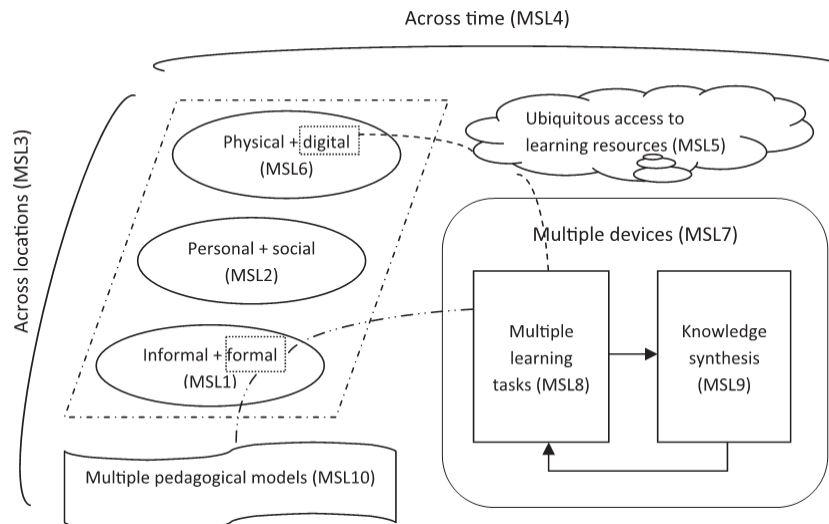 Across time (MSL4)
Across locations (MSL3)
Physical + digital
(MSL6)
Ubiquitous access to
learning resources (MSL5)
Personal + social
(MSL2)
Multiple devices (MSL7)
Informal + formal
(MSL1)
Multiple
learning
tasks (MSL8)
Knowledge
synthesis
(MSL9)
Multiple pedagogical models (MSL10)